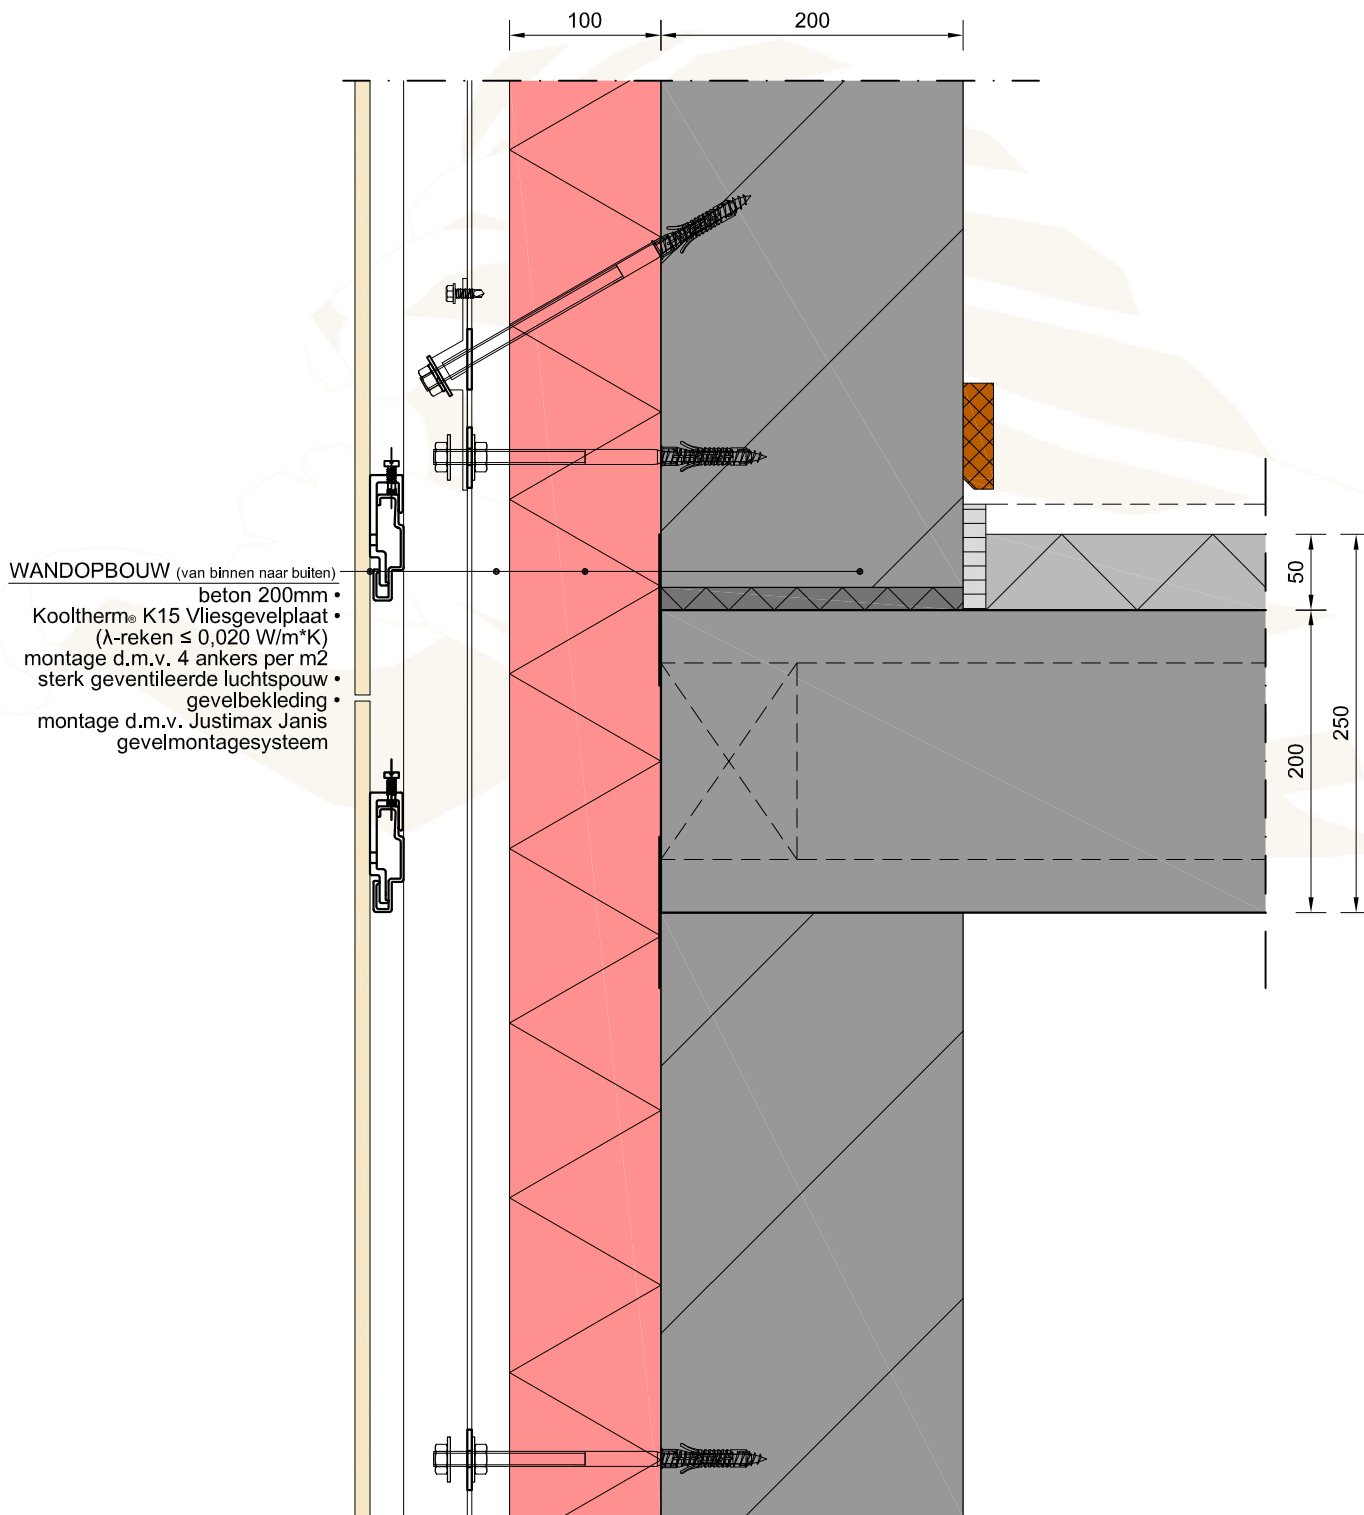 100
200
WANDOPBOUW (van binnen naar buiten)
beton 200mm •
Kooltherm® K15 Vliesgevelplaat •
(λ-reken ≤ 0,020 W/m*K)
montage d.m.v. 4 ankers per m2
sterk geventileerde luchtspouw •
gevelbekleding •
montage d.m.v. Justimax Janis
gevelmontagesysteem
50
200
250